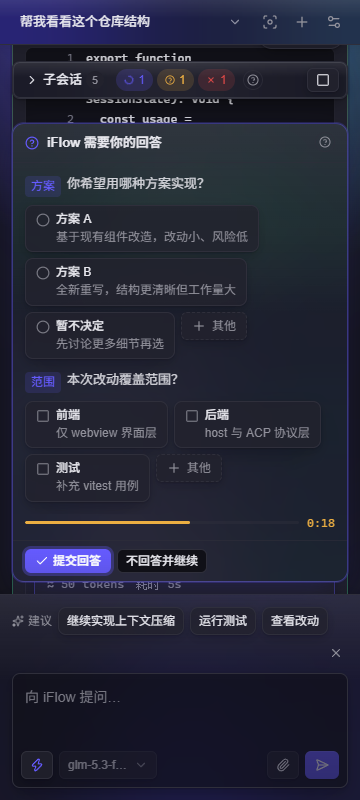 帮我看看这个仓库结构
1 export function
子会话 5 1 1 × 1
SessionState): void {
2 const usage =
iFlow 需要你的回答
方案 你希望用哪种方案实现？
方案 A
基于现有组件改造，改动小、风险低
方案 B
全新重写，结构更清晰但工作量大
暂不决定
先讨论更多细节再选
+ 其他
范围 本次改动覆盖范围？
前端
仅 webview 界面层
后端
host 与 ACP 协议层
测试
补充 vitest 用例
+ 其他
0:18
提交回答 不回答并继续
≈ 50 tokens 耗时 5s
建议 继续实现上下文压缩 运行测试 查看改动
向 iFlow 提问…
glm-5.3-f…